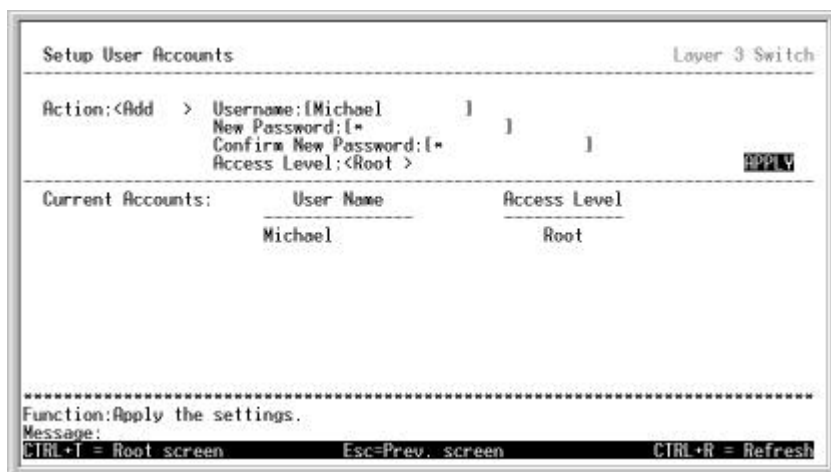 Setup User Accounts Layer 3 Switch
Action:<Add > Username:[Michael ]
New Password:[* ]
Confirm New Password:[* ]
Access Level:<Root >
APPLY
Current Accounts: User Name Access Level
Michael Root
Function:Apply the settings.
Message:
CTRL+T = Root screen Esc=Prev. screen CTRL+R = Refresh